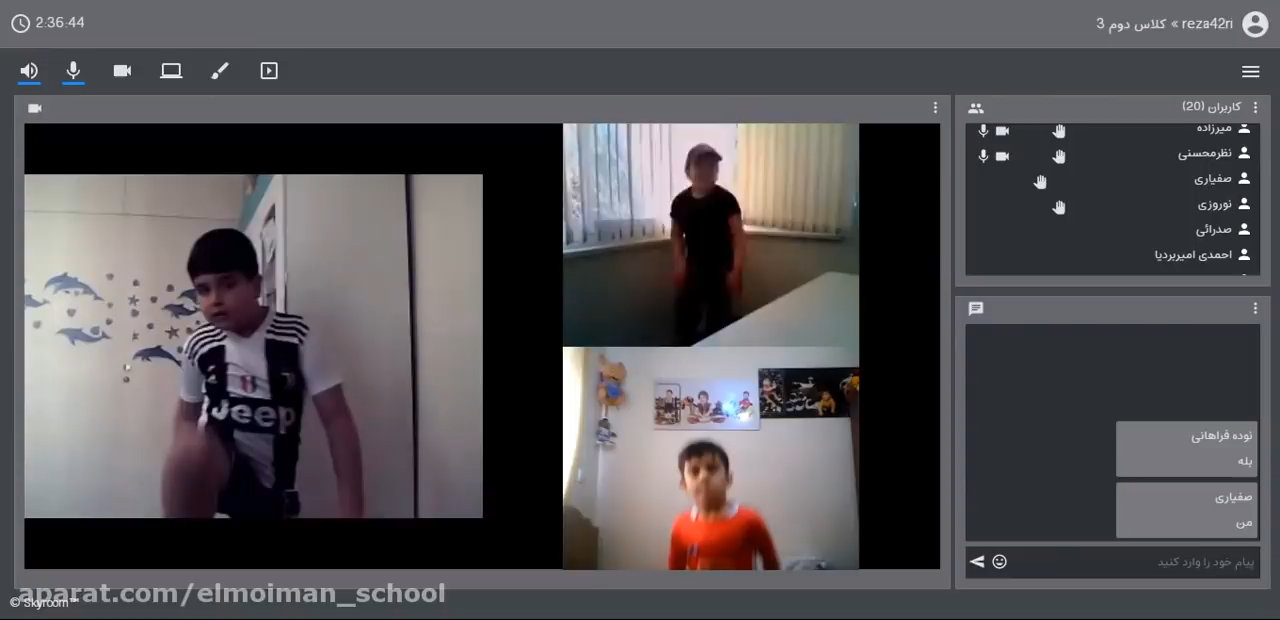 2:36:44
reza42ri » کلاس دوم 3
کاربران (20)
میرزاده
نظرمحسنی
صفیاری
نوروزی
صدرائی
احمدی امیربردیا
Jeep
نوده فراهانی
بله
صفیاری
من
پیام خود را وارد کنید
aparat.com/elmoiman_school
© Skyroom™